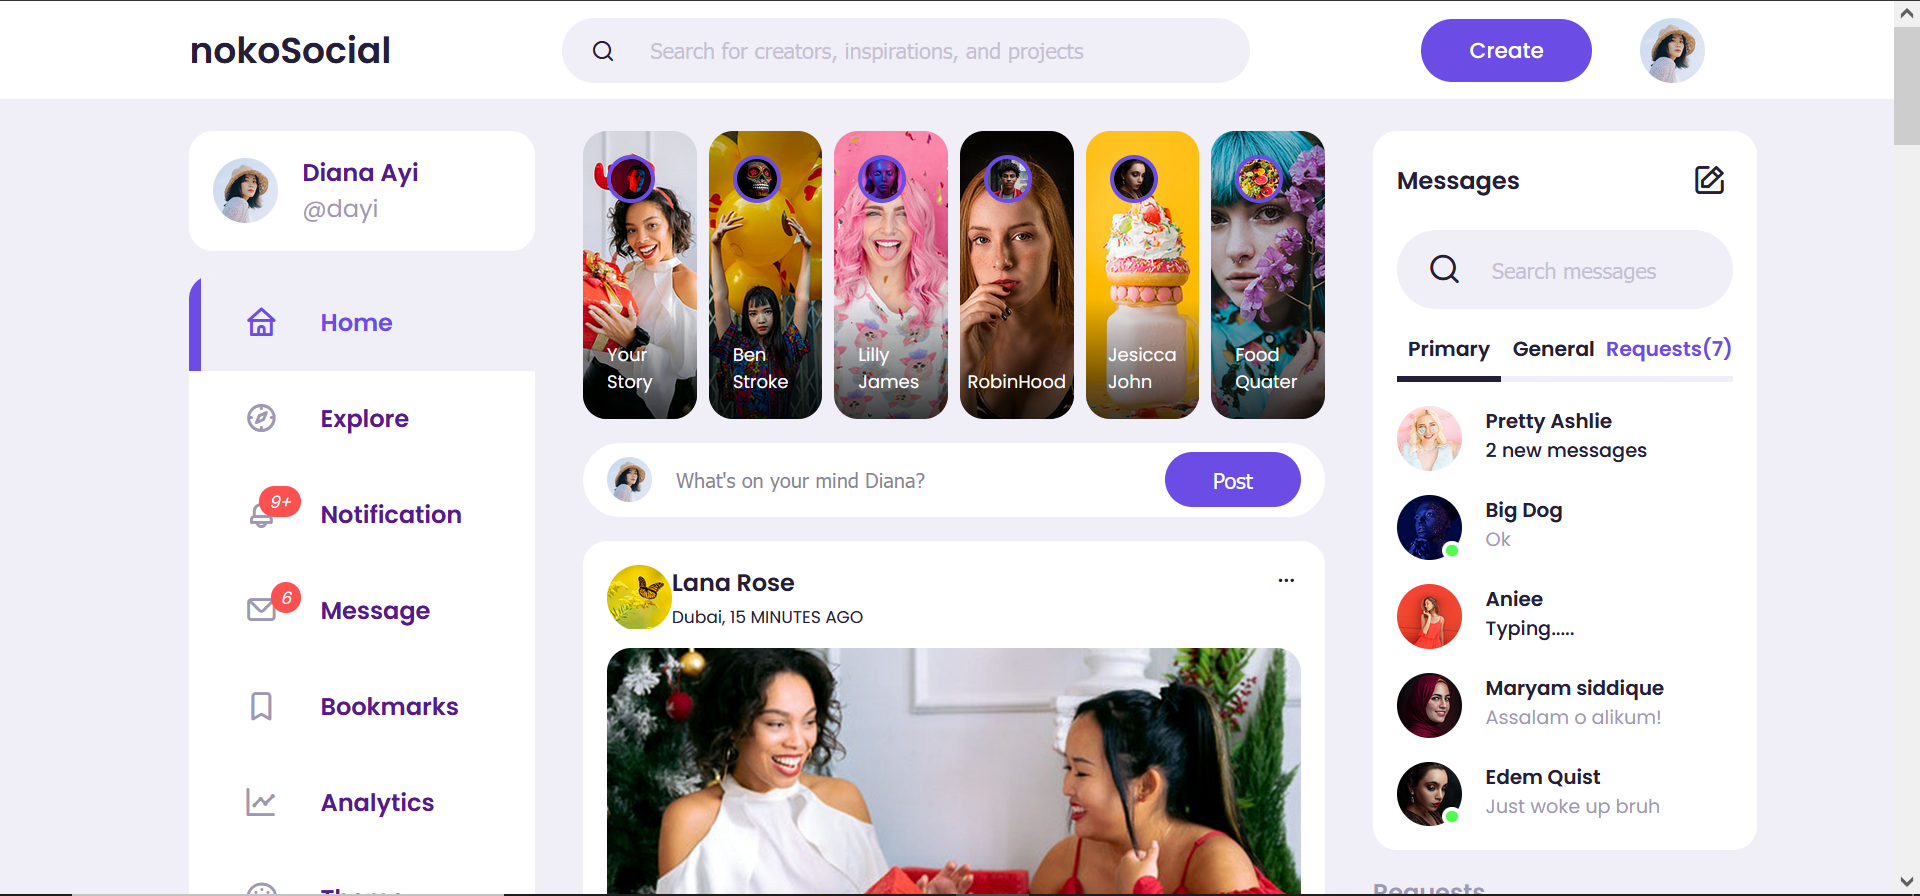 nokoSocial
Search for creators, inspirations, and projects
Create
Diana Ayi
@dayi
Home
Explore
9+
Notification
6
Message
Bookmarks
Analytics
Theme
Your
Story
Ben
Stroke
Lilly
James
RobinHood
Jesicca
John
Food
Quater
What's on your mind Diana?
Post
Lana Rose
Dubai, 15 MINUTES AGO
Messages
Search messages
Primary General Requests(7)
Pretty Ashlie
2 new messages
Big Dog
Ok
Aniee
Typing.....
Maryam siddique
Assalam o alikum!
Edem Quist
Just woke up bruh
Requests